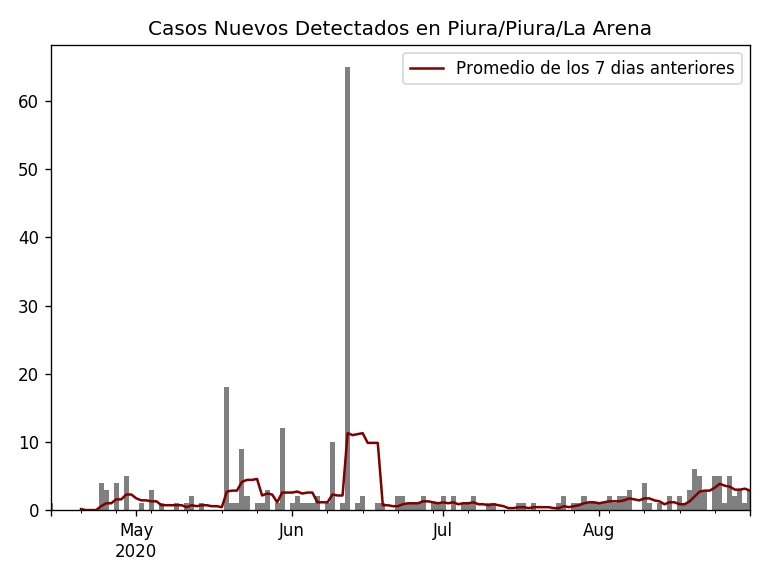 Casos Nuevos Detectados en Piura/Piura/La Arena
Promedio de los 7 dias anteriores
60
50
40
30
20
10
0
May
2020
Jun
Jul
Aug